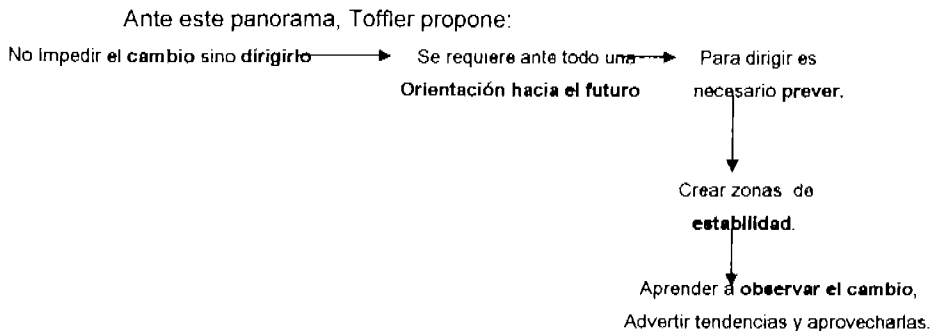 Ante este panorama, Toffler propone:
No Impedir el cambio sino dirigirlo
Se requiere ante todo una
Orientación hacia el futuro
Para dirigir es
necesario prever.
Crear zonas de
estabilidad.
Aprender a observar el cambio,
Advertir tendencias y aprovecharlas.